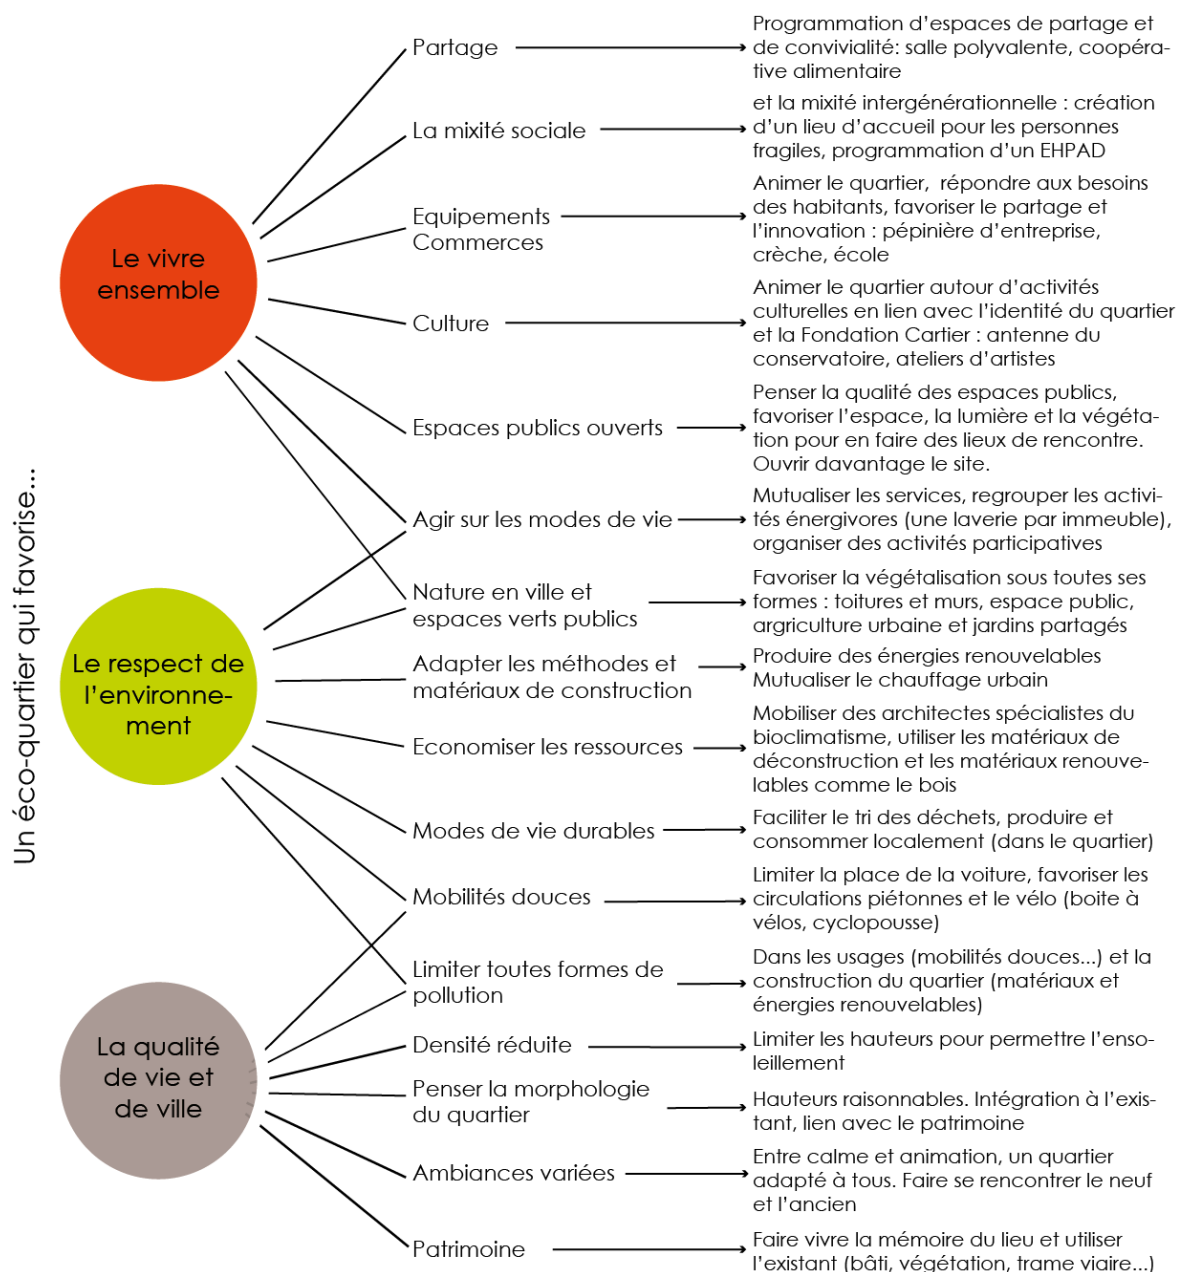 Un éco-quartier qui favorise...
Le vivre
ensemble
Partage
Programmation d'espaces de partage et
de convivialité: salle polyvalente, coopéra-
tive alimentaire
La mixité sociale
et la mixité intergénérationnelle : création
d'un lieu d'accueil pour les personnes
fragiles, programmation d'un EHPAD
Equipements
Commerces
Animer le quartier, répondre aux besoins
des habitants, favoriser le partage et
l'innovation : pépinière d'entreprise,
crèche, école
Culture
Animer le quartier autour d'activités
culturelles en lien avec l'identité du quartier
et la Fondation Cartier : antenne du
conservatoire, ateliers d'artistes
Espaces publics ouverts
Penser la qualité des espaces publics,
favoriser l'espace, la lumière et la végéta-
tion pour en faire des lieux de rencontre.
Ouvrir davantage le site.
Agir sur les modes de vie
Mutualiser les services, regrouper les activi-
tés énergivores (une laverie par immeuble),
organiser des activités participatives
Le respect de
l'environne-
ment
Nature en ville et
espaces verts publics
Favoriser la végétalisation sous toutes ses
formes : toitures et murs, espace public,
argriculture urbaine et jardins partagés
Adapter les méthodes et
matériaux de construction
Produire des énergies renouvelables
Mutualiser le chauffage urbain
Economiser les ressources
Mobiliser des architectes spécialistes du
bioclimatisme, utiliser les matériaux de
déconstruction et les matériaux renouve-
lables comme le bois
Modes de vie durables
Faciliter le tri des déchets, produire et
consommer localement (dans le quartier)
Mobilités douces
Limiter la place de la voiture, favoriser les
circulations piétonnes et le vélo (boite à
vélos, cyclopousse)
Limiter toutes formes de
pollution
Dans les usages (mobilités douces...) et la
construction du quartier (matériaux et
énergies renouvelables)
La qualité
de vie et
de ville
Densité réduite
Limiter les hauteurs pour permettre l'enso-
leillement
Penser la morphologie
du quartier
Hauteurs raisonnables. Intégration à l'exis-
tant, lien avec le patrimoine
Ambiances variées
Entre calme et animation, un quartier
adapté à tous. Faire se rencontrer le neuf
et l'ancien
Patrimoine
Faire vivre la mémoire du lieu et utiliser
l'existant (bâti, végétation, trame viaire...)